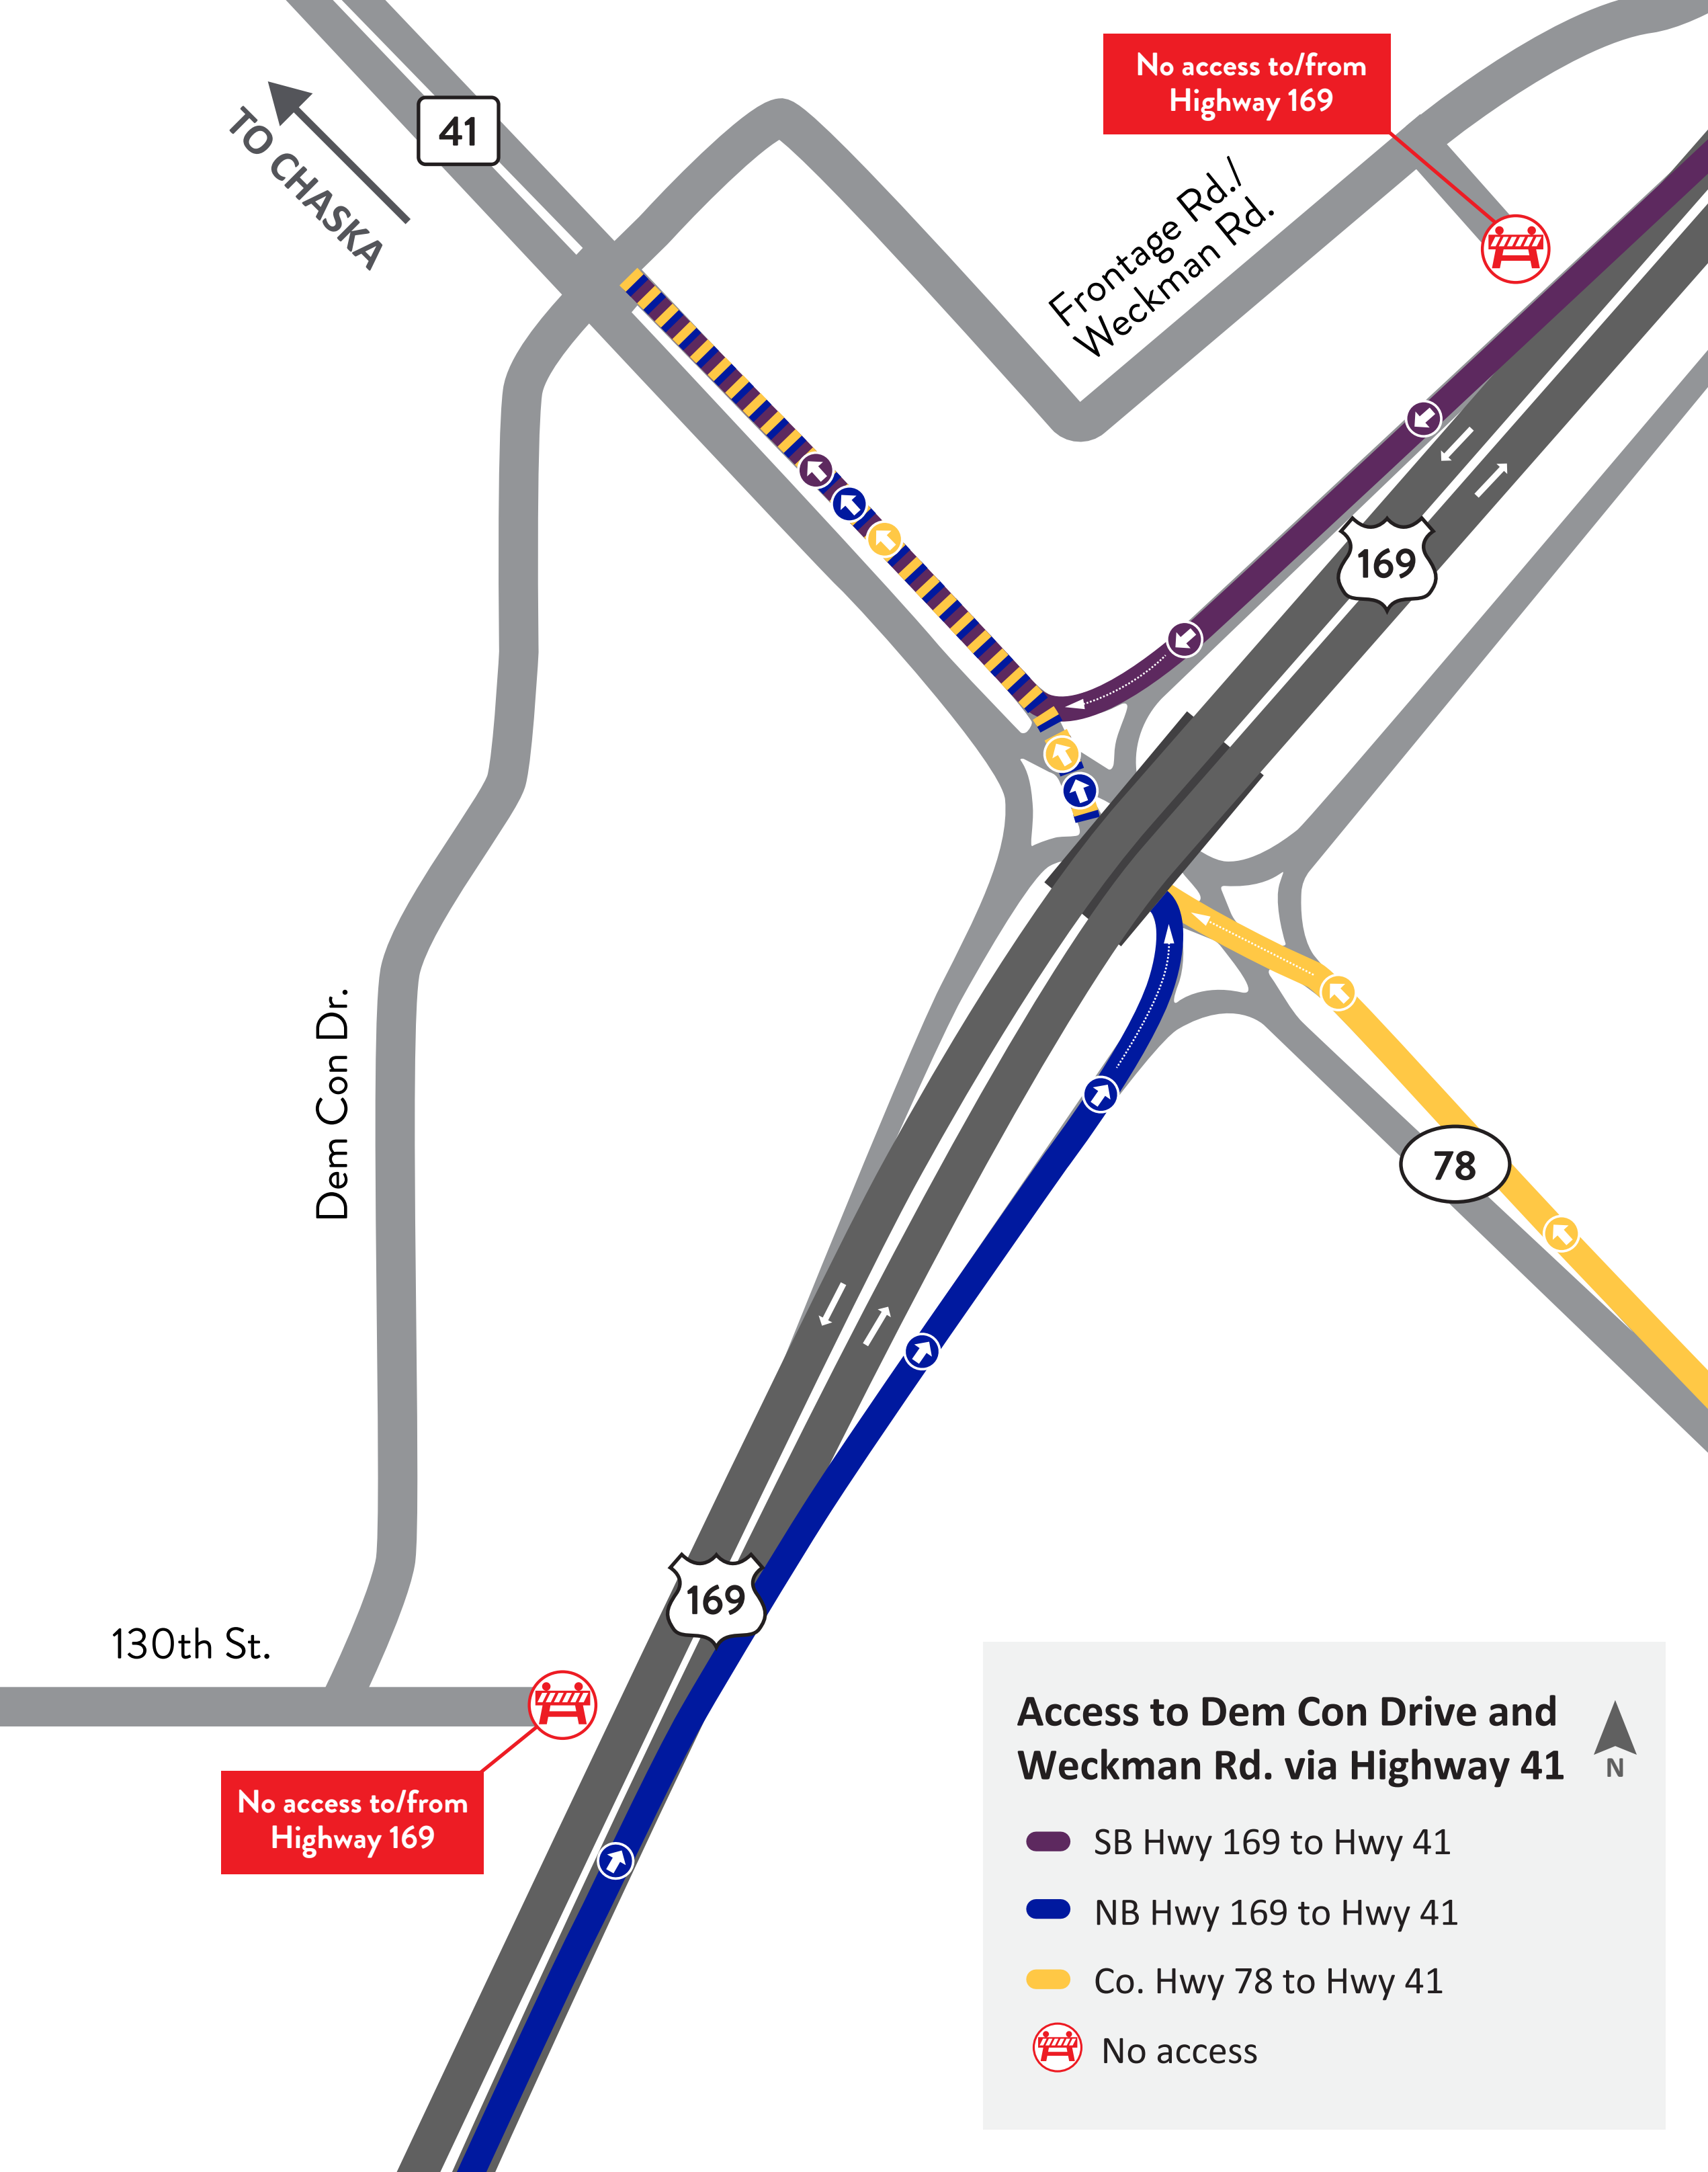 No access to/from
Highway 169
41
TO CHASKA
Frontage Rd./
Weckman Rd.
169
Dem Con Dr.
78
169
130th St.
No access to/from
Highway 169
Access to Dem Con Drive and
Weckman Rd. via Highway 41
N
SB Hwy 169 to Hwy 41
NB Hwy 169 to Hwy 41
Co. Hwy 78 to Hwy 41
No access